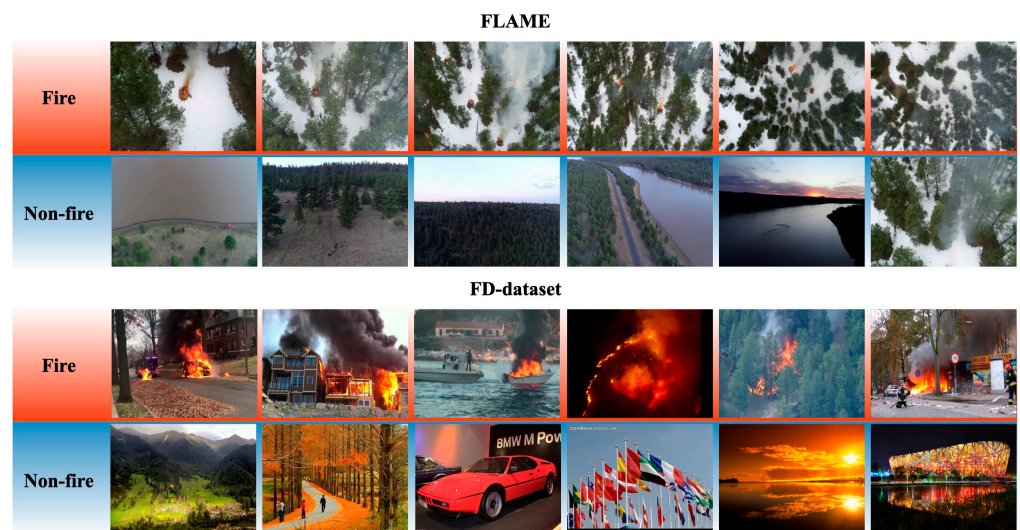 FLAME
Fire
Non-fire
FD-dataset
Fire
Non-fire
BMW M Pow